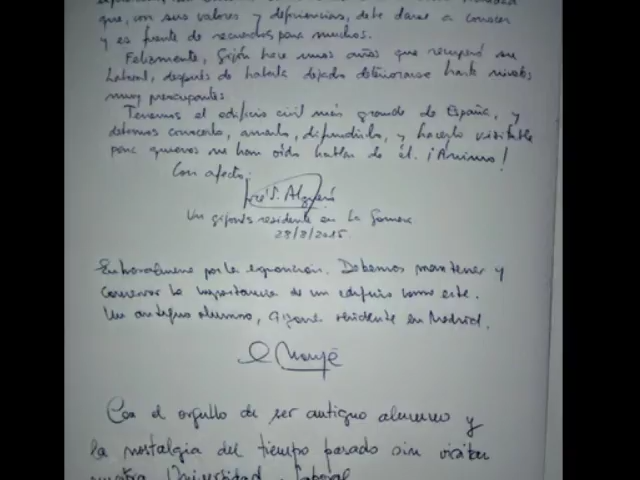 que, con sus valores y deficiencias, debe darse a conocer
y es fuente de recuerdos para muchos.
Felizmente, Gijón hace unos años que recuperó su
Laboral, después de haberla dejado deteriorarse hasta niveles
muy preocupantes.
Tenemos el edificio civil más grande de España, y
debemos conocerlo, amarlo, difundirlo, y hacerlo visitable
para quienes no han oído hablar de él. ¡Animo!
Con afecto,
José S.
Un gijonés residente en La Gomera
28/8/2015.
Enhorabuena por la exposición. Debemos mantener y
conservar la importancia de un edificio como este.
Un antiguo alumno, residente en Madrid.
Con el orgullo de ser antiguo alumno y
la nostalgia del tiempo pasado sin visitar
nuestra Universidad Laboral